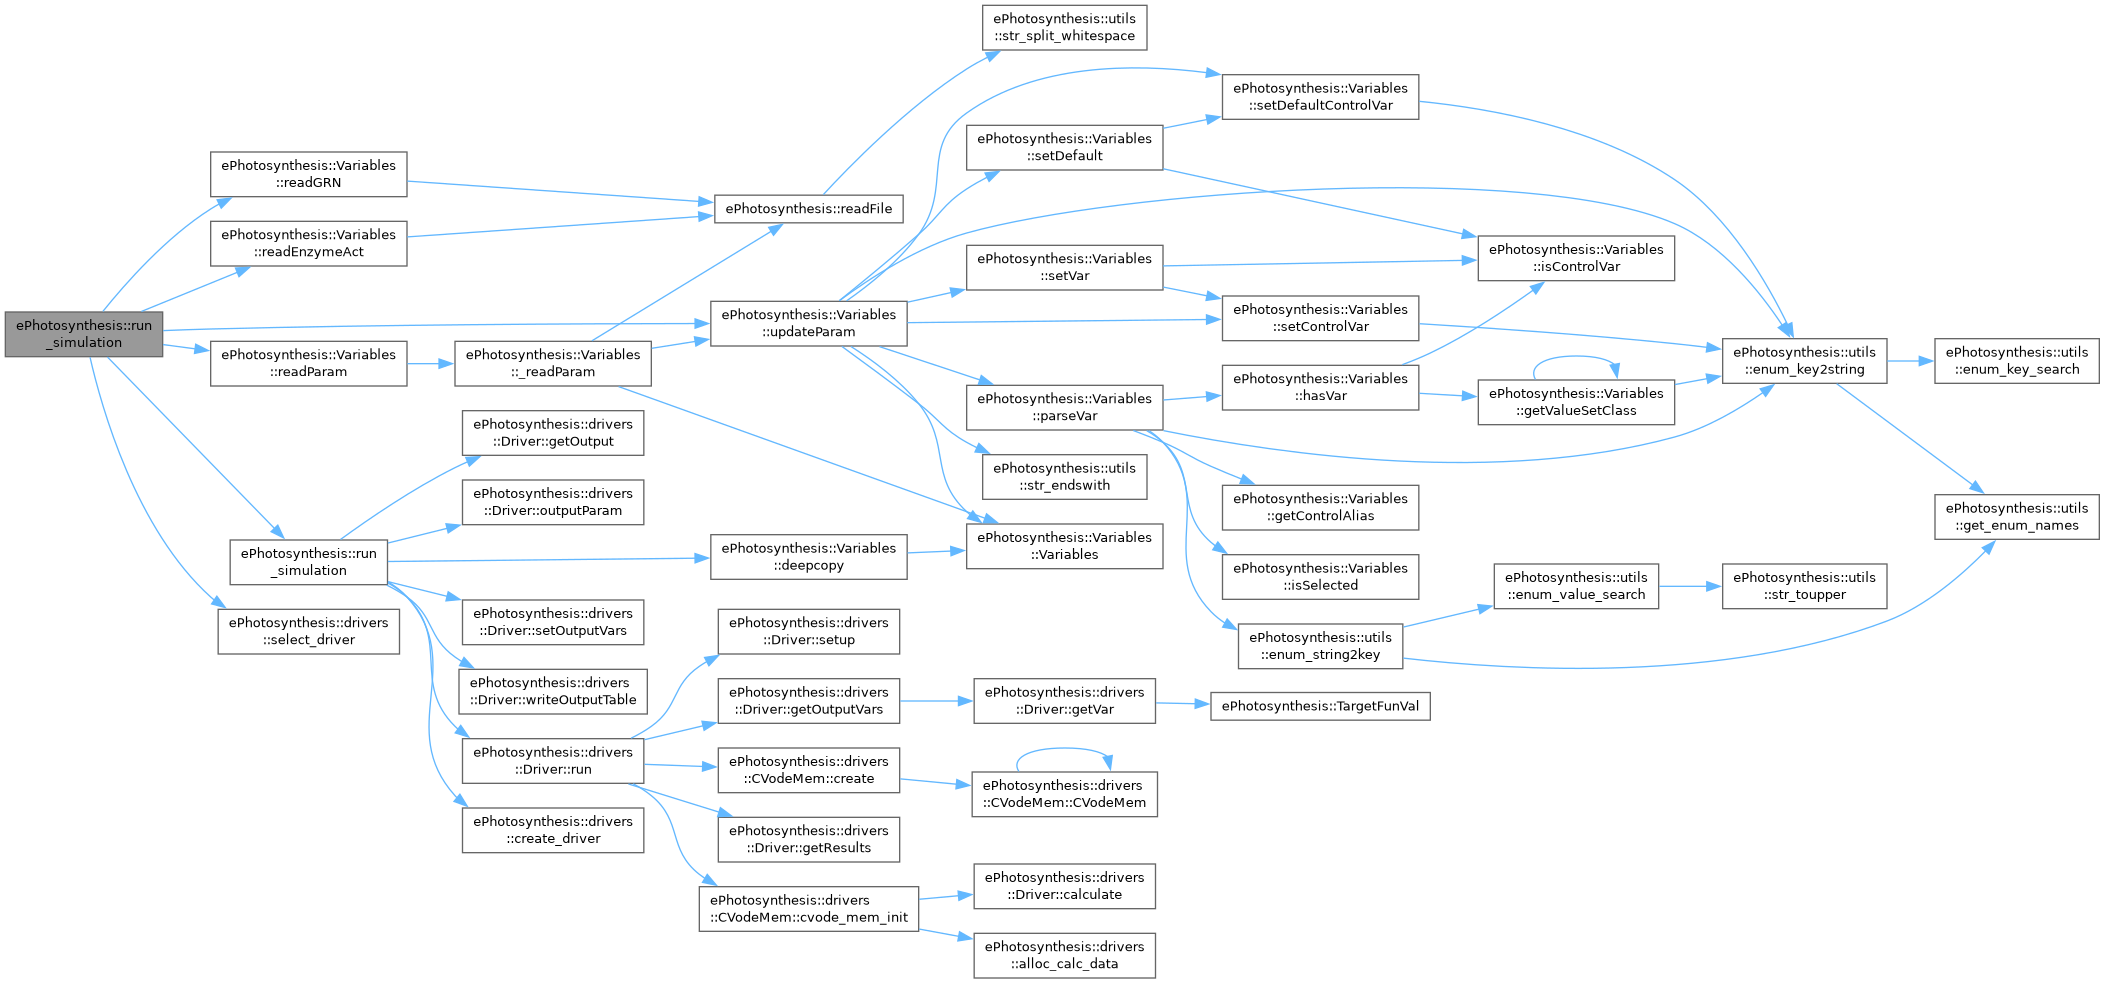 ePhotosynthesis::run
_simulation
ePhotosynthesis::Variables
::readGRN
ePhotosynthesis::Variables
::readEnzymeAct
ePhotosynthesis::Variables
::readParam
ePhotosynthesis::run
_simulation
ePhotosynthesis::drivers
::select_driver
ePhotosynthesis::Variables
::_readParam
ePhotosynthesis::drivers
::Driver::getOutput
ePhotosynthesis::drivers
::Driver::outputParam
ePhotosynthesis::drivers
::Driver::setOutputVars
ePhotosynthesis::drivers
::Driver::writeOutputTable
ePhotosynthesis::drivers
::Driver::run
ePhotosynthesis::drivers
::create_driver
ePhotosynthesis::readFile
ePhotosynthesis::Variables
::updateParam
ePhotosynthesis::Variables
::deepcopy
ePhotosynthesis::drivers
::Driver::setup
ePhotosynthesis::drivers
::Driver::getOutputVars
ePhotosynthesis::drivers
::CVodeMem::create
ePhotosynthesis::drivers
::Driver::getResults
ePhotosynthesis::drivers
::CVodeMem::cvode_mem_init
ePhotosynthesis::utils
::str_split_whitespace
ePhotosynthesis::Variables
::setDefault
ePhotosynthesis::Variables
::setVar
ePhotosynthesis::Variables
::parseVar
ePhotosynthesis::utils
::str_endswith
ePhotosynthesis::Variables
::Variables
ePhotosynthesis::drivers
::Driver::getVar
ePhotosynthesis::drivers
::CVodeMem::CVodeMem
ePhotosynthesis::drivers
::Driver::calculate
ePhotosynthesis::drivers
::alloc_calc_data
ePhotosynthesis::Variables
::setDefaultControlVar
ePhotosynthesis::Variables
::setControlVar
ePhotosynthesis::Variables
::hasVar
ePhotosynthesis::Variables
::getControlAlias
ePhotosynthesis::Variables
::isSelected
ePhotosynthesis::utils
::enum_string2key
ePhotosynthesis::TargetFunVal
ePhotosynthesis::Variables
::isControlVar
ePhotosynthesis::Variables
::getValueSetClass
ePhotosynthesis::utils
::enum_value_search
ePhotosynthesis::utils
::enum_key2string
ePhotosynthesis::utils
::str_toupper
ePhotosynthesis::utils
::enum_key_search
ePhotosynthesis::utils
::get_enum_names